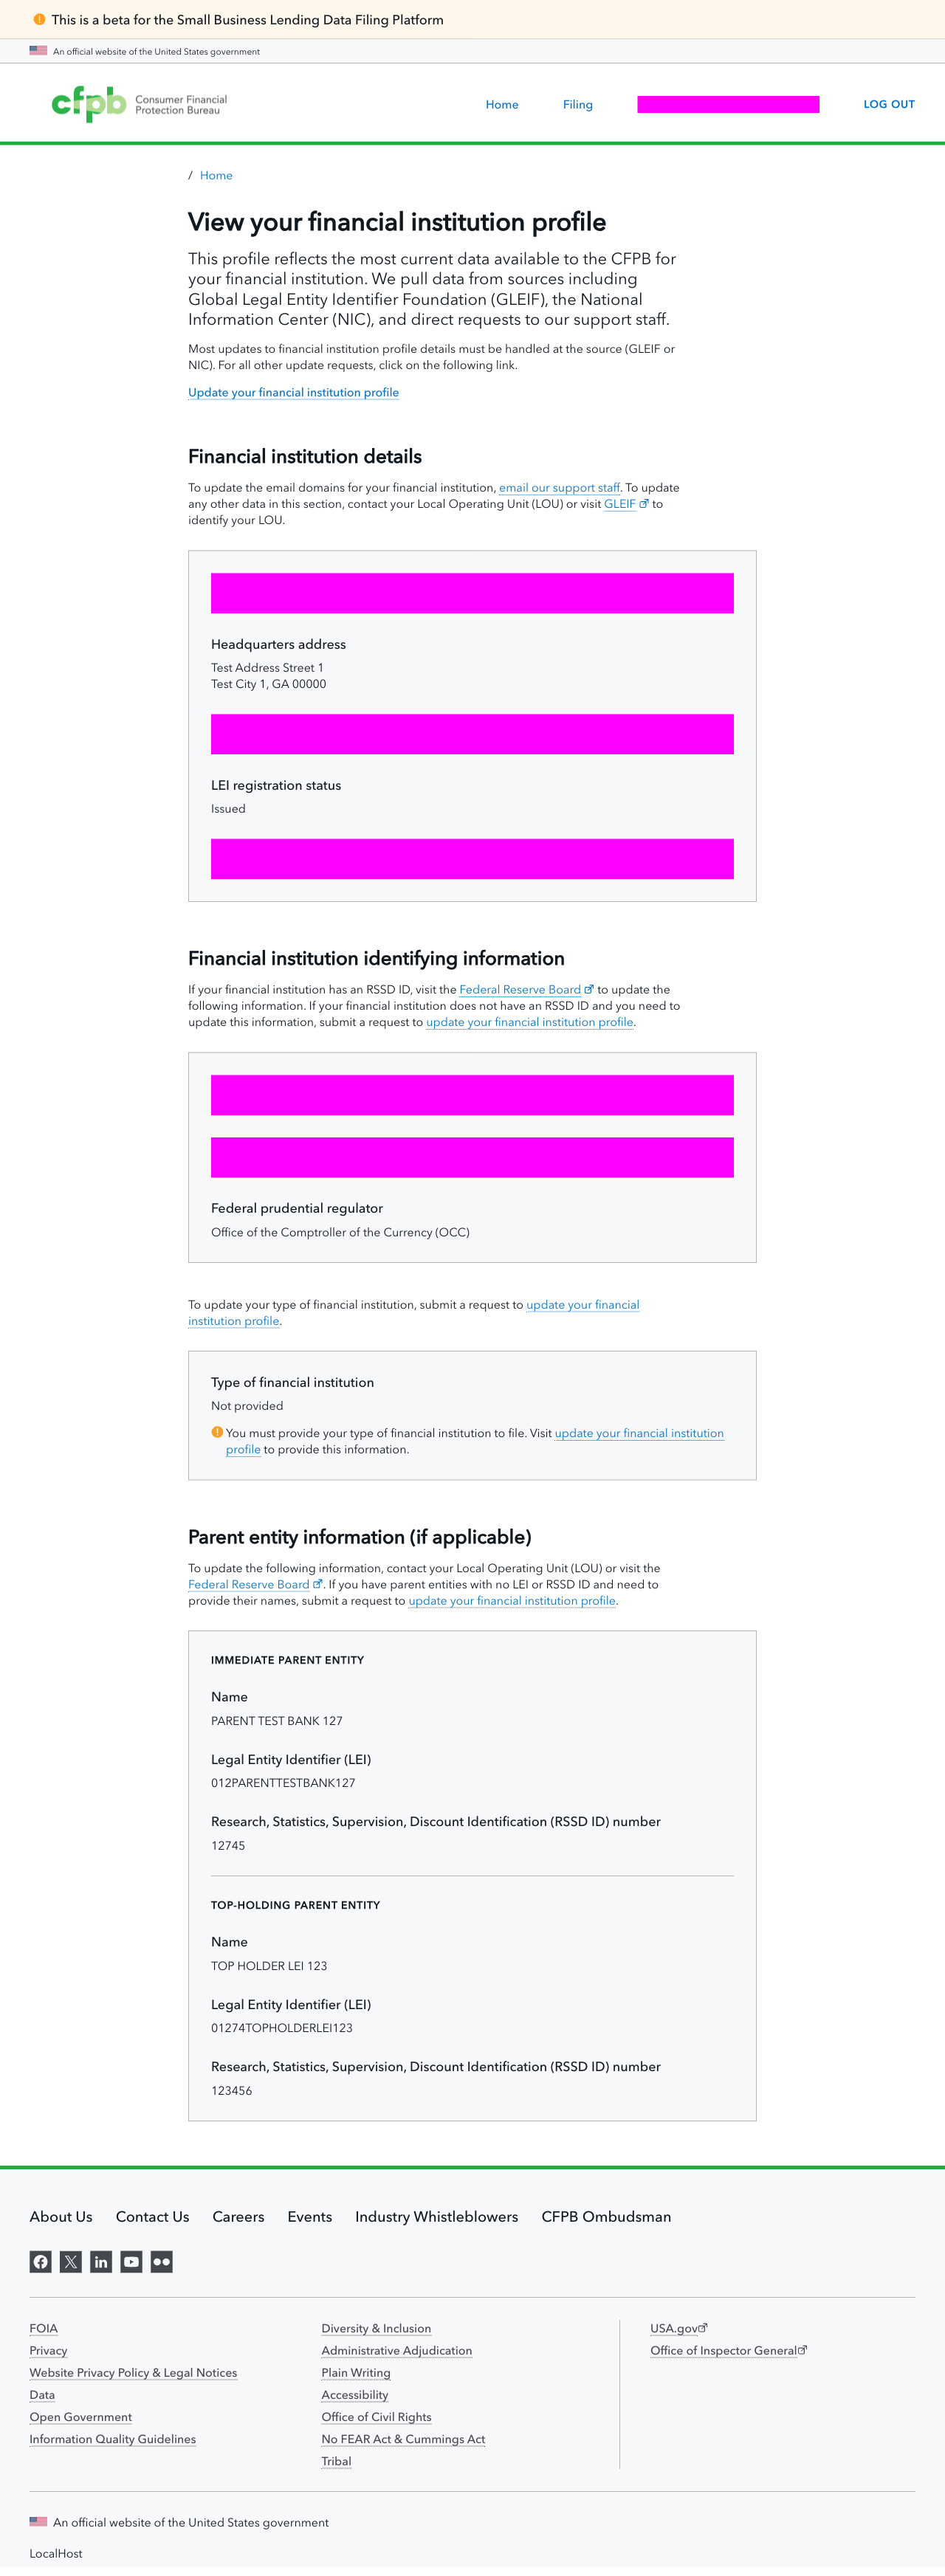 This is a beta for the Small Business Lending Data Filing Platform
An official website of the United States government
cfpb Consumer Financial
Protection Bureau
Home
Filing
LOG OUT
/ Home
View your financial institution profile
This profile reflects the most current data available to the CFPB for
your financial institution. We pull data from sources including
Global Legal Entity Identifier Foundation (GLEIF), the National
Information Center (NIC), and direct requests to our support staff.
Most updates to financial institution profile details must be handled at the source (GLEIF or
NIC). For all other update requests, click on the following link.
Update your financial institution profile
Financial institution details
To update the email domains for your financial institution, email our support staff. To update
any other data in this section, contact your Local Operating Unit (LOU) or visit GLEIF to
identify your LOU.
Headquarters address
Test Address Street 1
Test City 1, GA 00000
LEI registration status
Issued
Financial institution identifying information
If your financial institution has an RSSD ID, visit the Federal Reserve Board to update the
following information. If your financial institution does not have an RSSD ID and you need to
update this information, submit a request to update your financial institution profile.
Federal prudential regulator
Office of the Comptroller of the Currency (OCC)
To update your type of financial institution, submit a request to update your financial
institution profile.
Type of financial institution
Not provided
You must provide your type of financial institution to file. Visit update your financial institution
profile to provide this information.
Parent entity information (if applicable)
To update the following information, contact your Local Operating Unit (LOU) or visit the
Federal Reserve Board. If you have parent entities with no LEI or RSSD ID and need to
provide their names, submit a request to update your financial institution profile.
IMMEDIATE PARENT ENTITY
Name
PARENT TEST BANK 127
Legal Entity Identifier (LEI)
012PARENTTESTBANK127
Research, Statistics, Supervision, Discount Identification (RSSD ID) number
12745
TOP-HOLDING PARENT ENTITY
Name
TOP HOLDER LEI 123
Legal Entity Identifier (LEI)
01274TOPHOLDERLEI123
Research, Statistics, Supervision, Discount Identification (RSSD ID) number
123456
About Us
Contact Us
Careers
Events
Industry Whistleblowers
CFPB Ombudsman
FOIA
Privacy
Website Privacy Policy & Legal Notices
Data
Open Government
Information Quality Guidelines
Diversity & Inclusion
Administrative Adjudication
Plain Writing
Accessibility
Office of Civil Rights
No FEAR Act & Cummings Act
Tribal
USA.gov
Office of Inspector General
An official website of the United States government
LocalHost